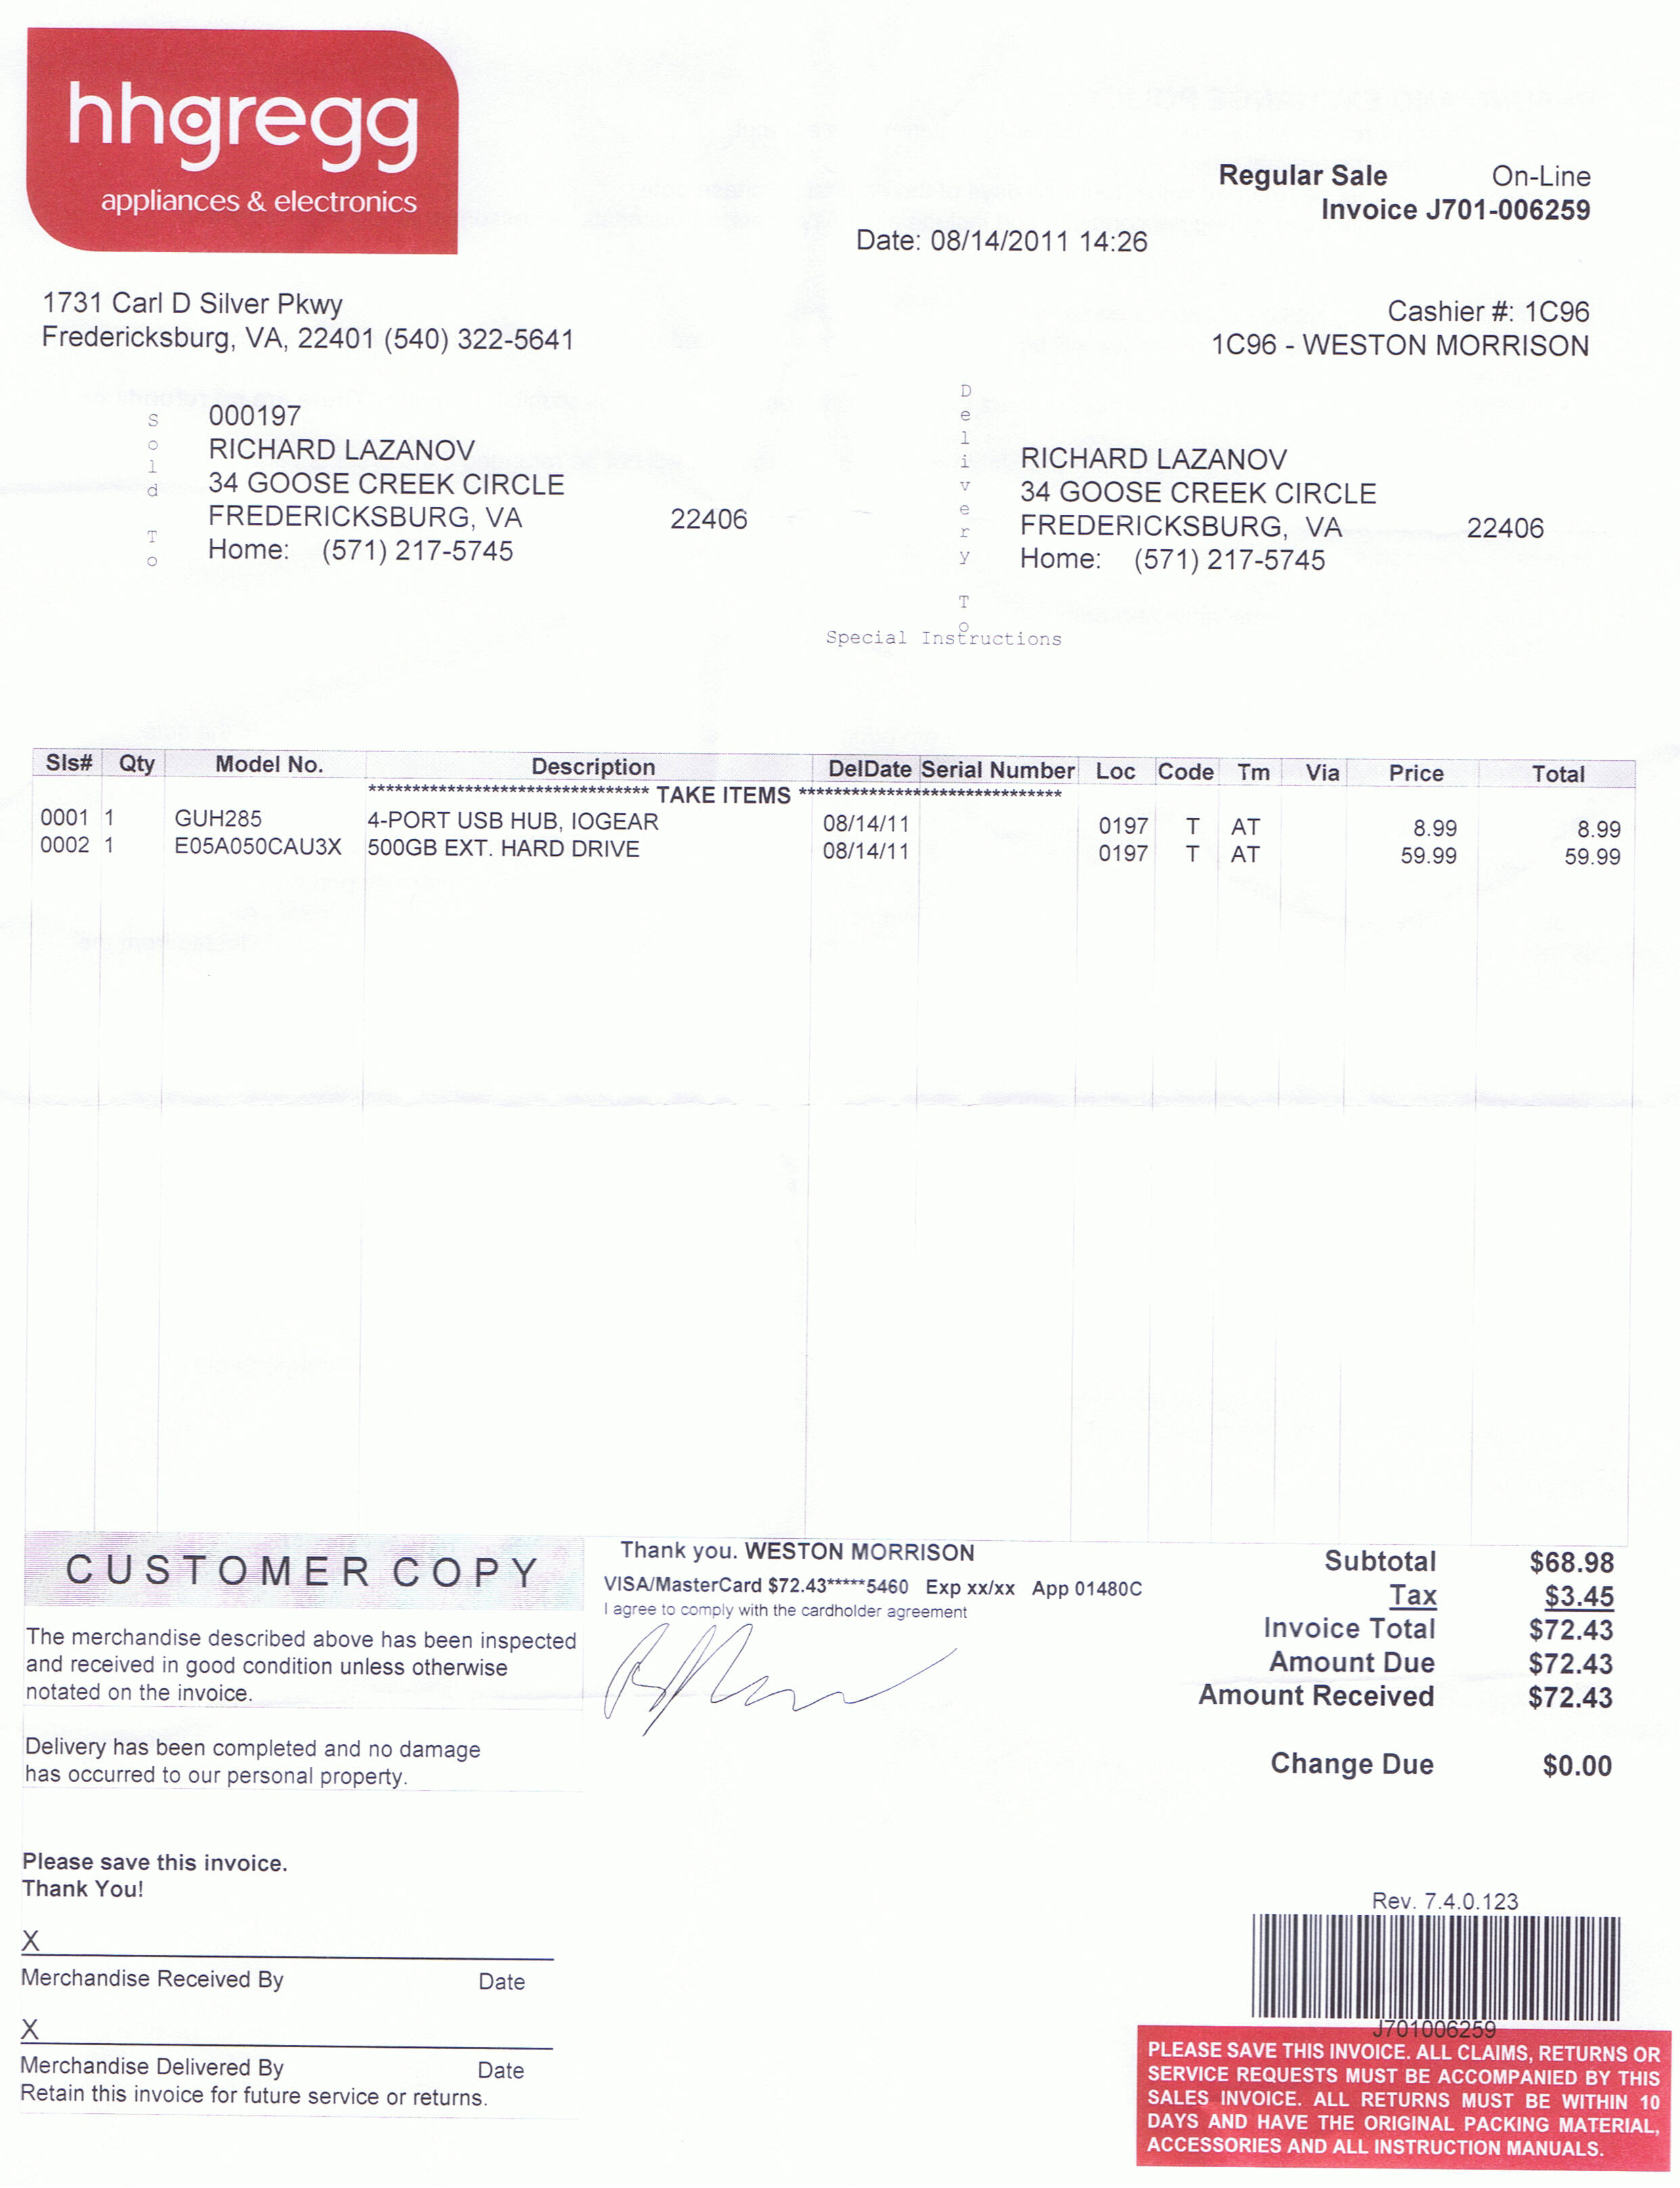 hhgregg
appliances & electronics
Regular Sale On-Line
Invoice J701-006259
Date: 08/14/2011 14:26
1731 Carl D Silver Pkwy
Fredericksburg, VA, 22401 (540) 322-5641
Cashier #: 1C96
1C96 - WESTON MORRISON
Sold To
000197
RICHARD LAZANOV
34 GOOSE CREEK CIRCLE
FREDERICKSBURG, VA 22406
Home: (571) 217-5745
Delivery To
RICHARD LAZANOV
34 GOOSE CREEK CIRCLE
FREDERICKSBURG, VA 22406
Home: (571) 217-5745
Special Instructions
Sls# Qty Model No. Description DelDate Serial Number Loc Code Tm Via Price Total
******************************** TAKE ITEMS ******************************
0001 1 GUH285 4-PORT USB HUB, IOGEAR 08/14/11 0197 T AT 8.99 8.99
0002 1 E05A050CAU3X 500GB EXT. HARD DRIVE 08/14/11 0197 T AT 59.99 59.99
CUSTOMER COPY
The merchandise described above has been inspected
and received in good condition unless otherwise
notated on the invoice.
Delivery has been completed and no damage
has occurred to our personal property.
Thank you. WESTON MORRISON
VISA/MasterCard $72.43*****5460 Exp xx/xx App 01480C
I agree to comply with the cardholder agreement
Subtotal $68.98
Tax $3.45
Invoice Total $72.43
Amount Due $72.43
Amount Received $72.43
Change Due $0.00
Please save this invoice.
Thank You!
X
Merchandise Received By Date
X
Merchandise Delivered By Date
Retain this invoice for future service or returns.
Rev. 7.4.0.123
J701006259
PLEASE SAVE THIS INVOICE. ALL CLAIMS, RETURNS OR
SERVICE REQUESTS MUST BE ACCOMPANIED BY THIS
SALES INVOICE. ALL RETURNS MUST BE WITHIN 10
DAYS AND HAVE THE ORIGINAL PACKING MATERIAL,
ACCESSORIES AND ALL INSTRUCTION MANUALS.